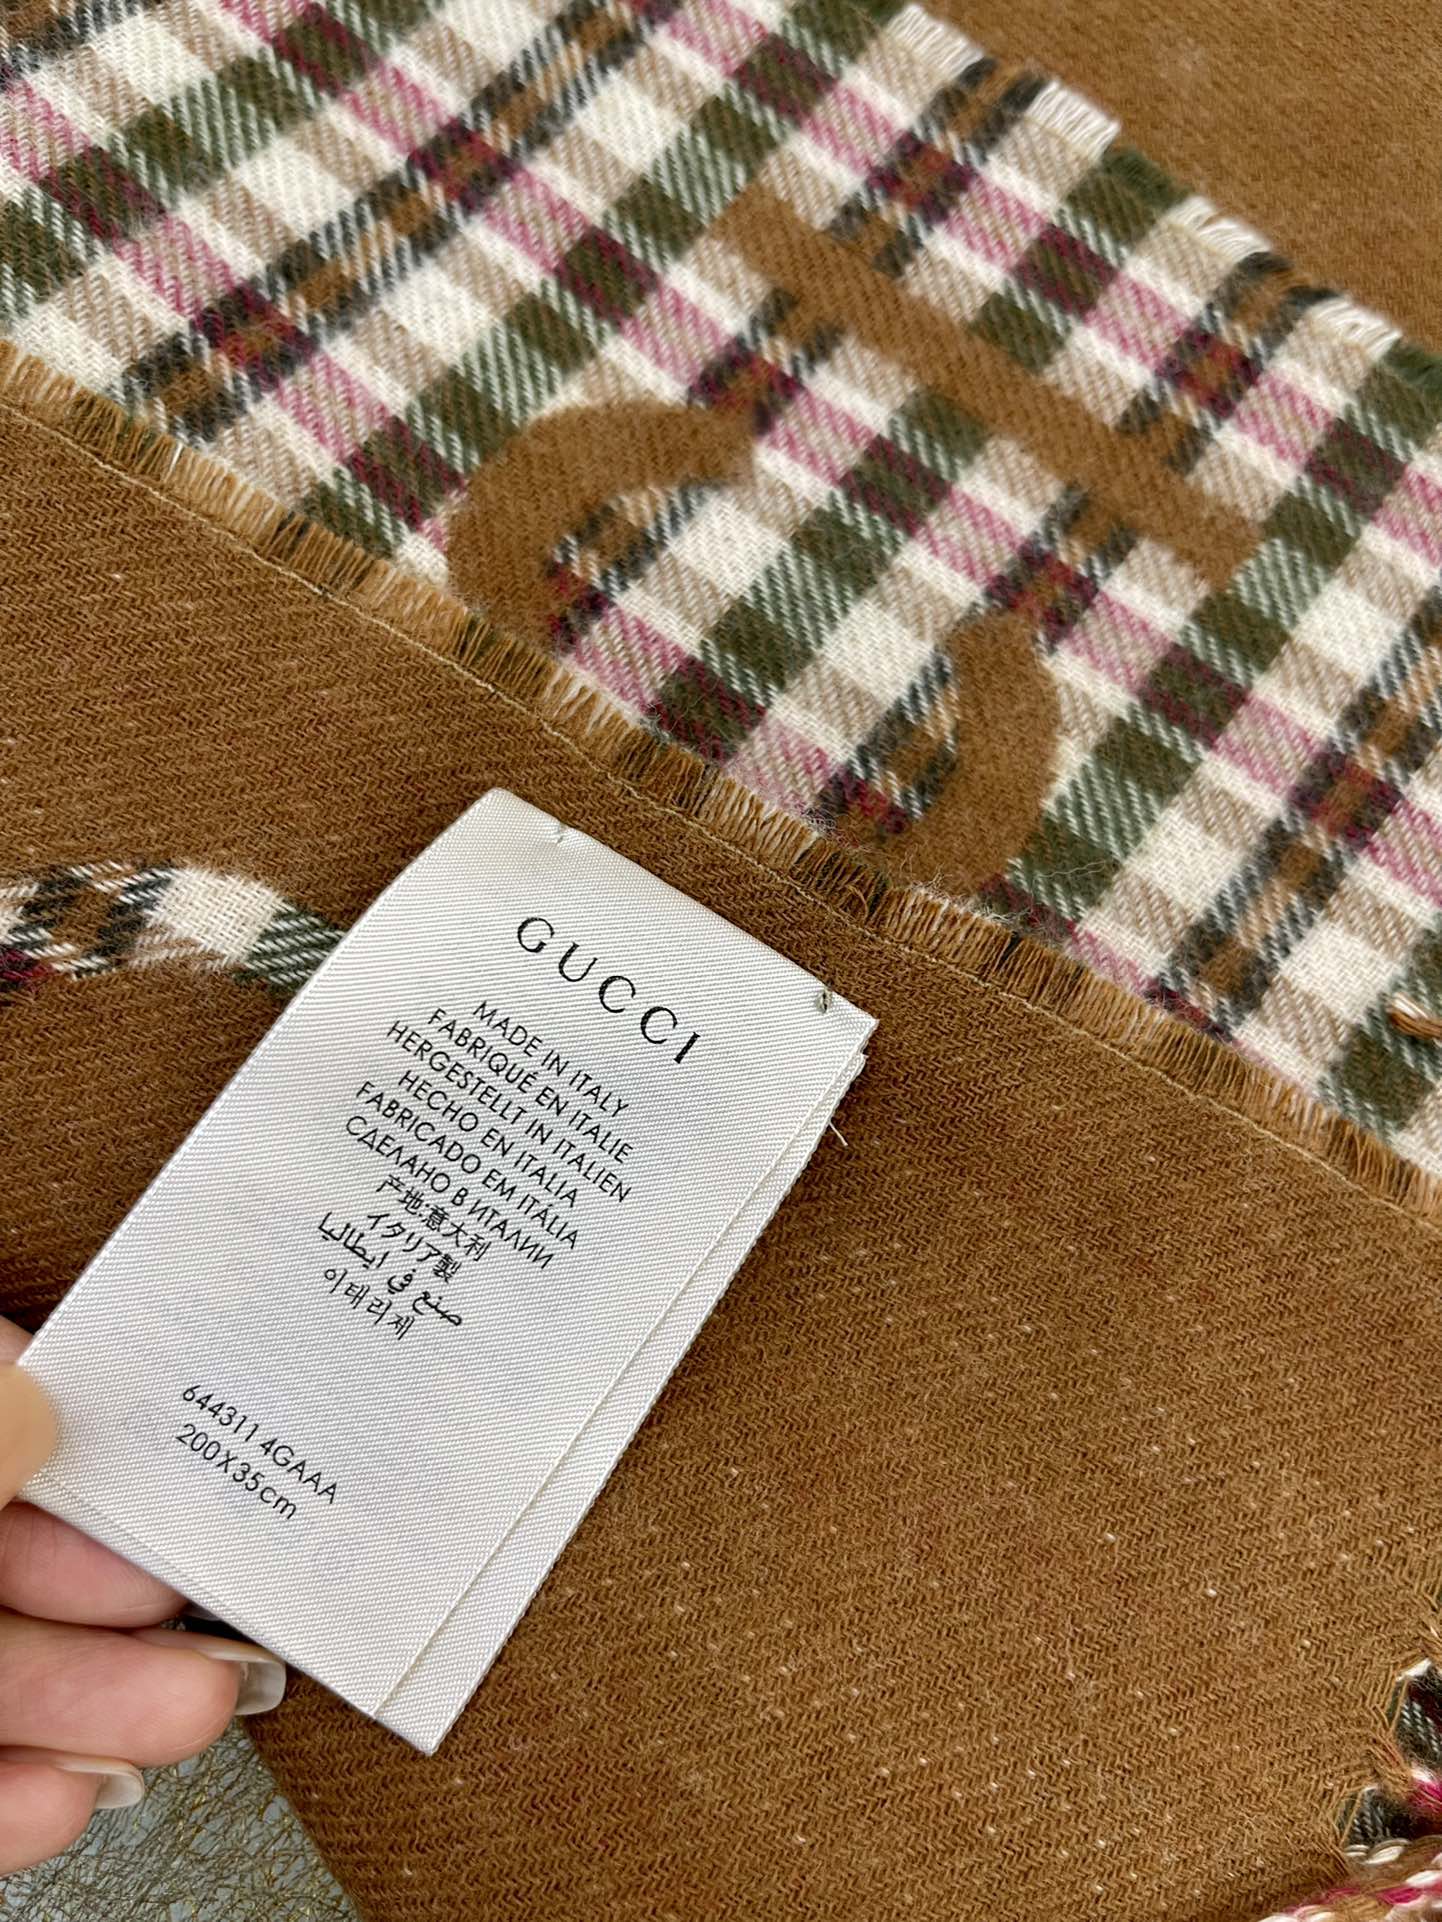 GUCCI
MADE IN ITALY
FABRIQUÉ EN ITALIE
HERGESTELLT IN ITALIEN
HECHO EN ITALIA
FABRICADO EM ITÁLIA
СДЕЛАНО В ИТАЛИИ
产地:意大利
イタリア製
صنع في ايطاليا
이태리제
644311 4GAAA
200X35cm